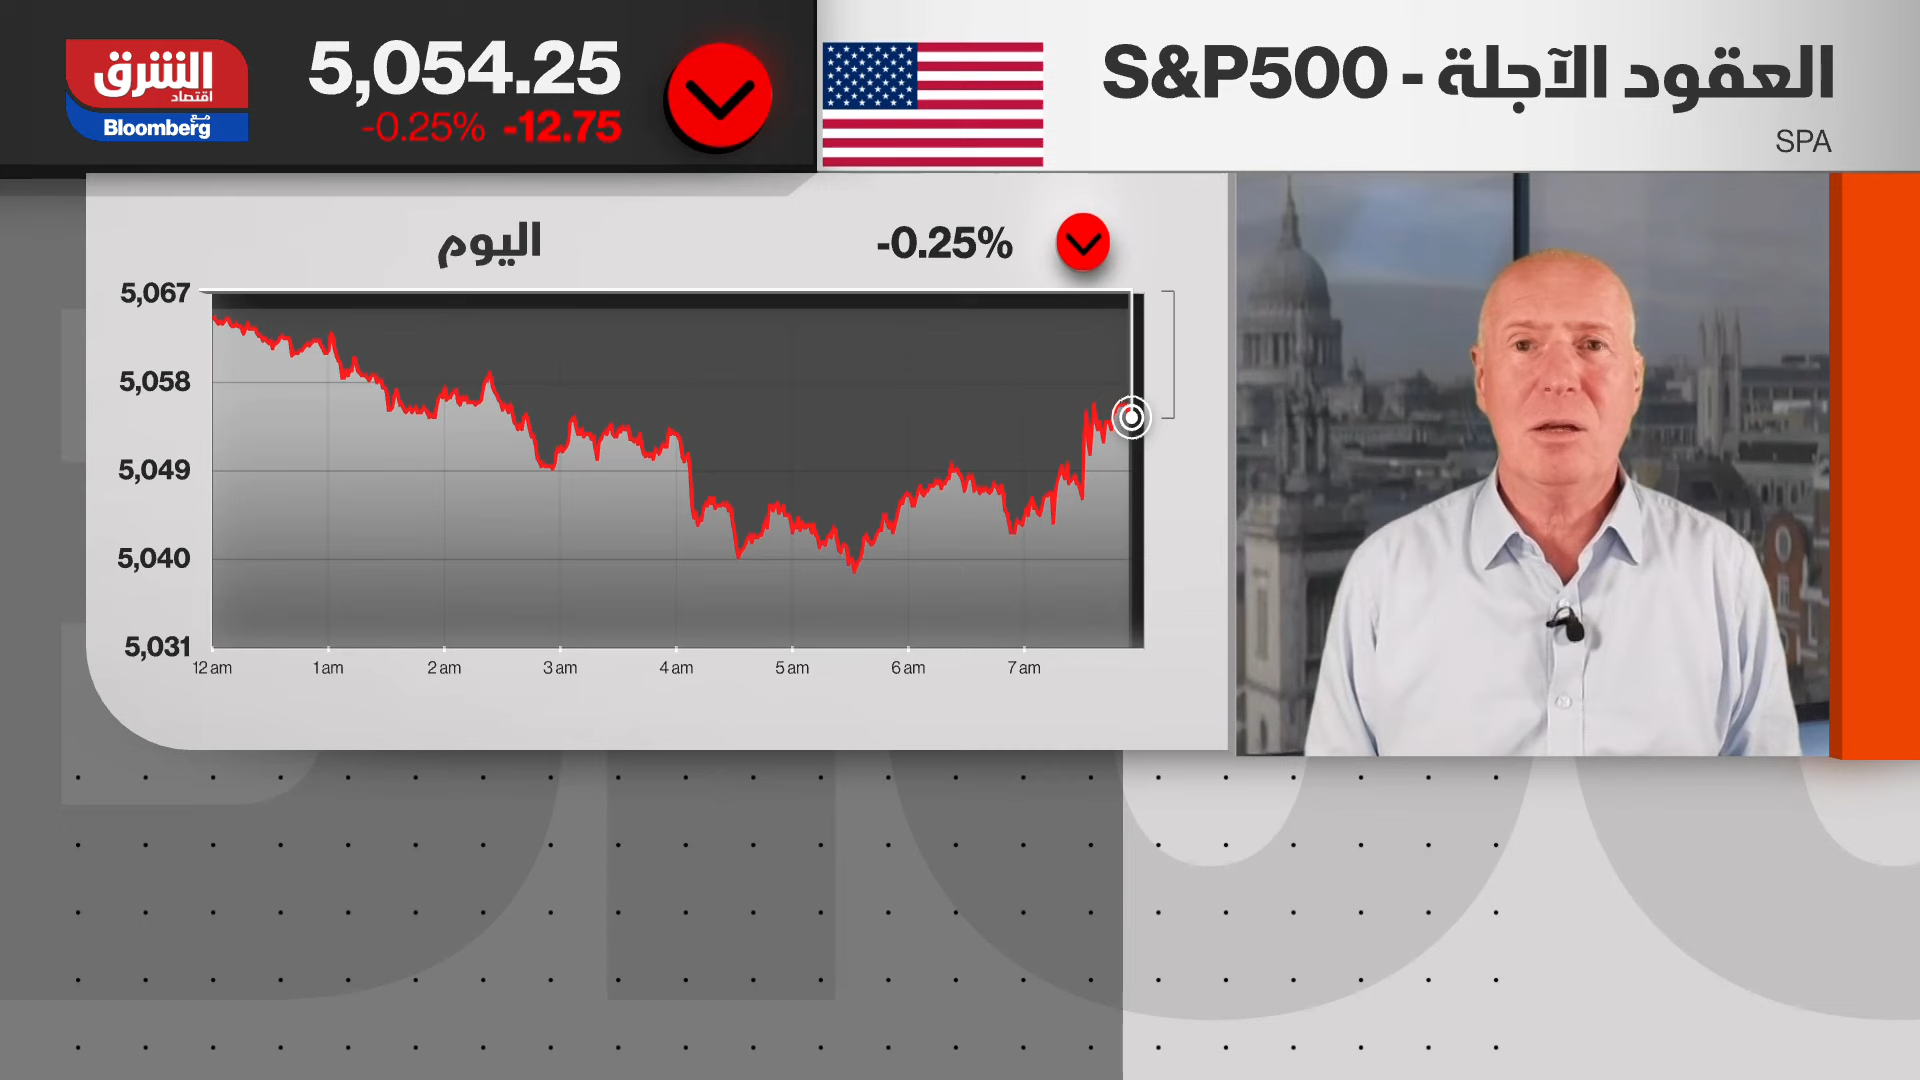 الشرق
اقتصاد
مع
Bloomberg
5,054.25
-0.25% -12.75
العقود الآجلة - S&P500
SPA
اليوم
-0.25%
5,067
5,058
5,049
5,040
5,031
12 am 1 am 2 am 3 am 4 am 5 am 6 am 7 am